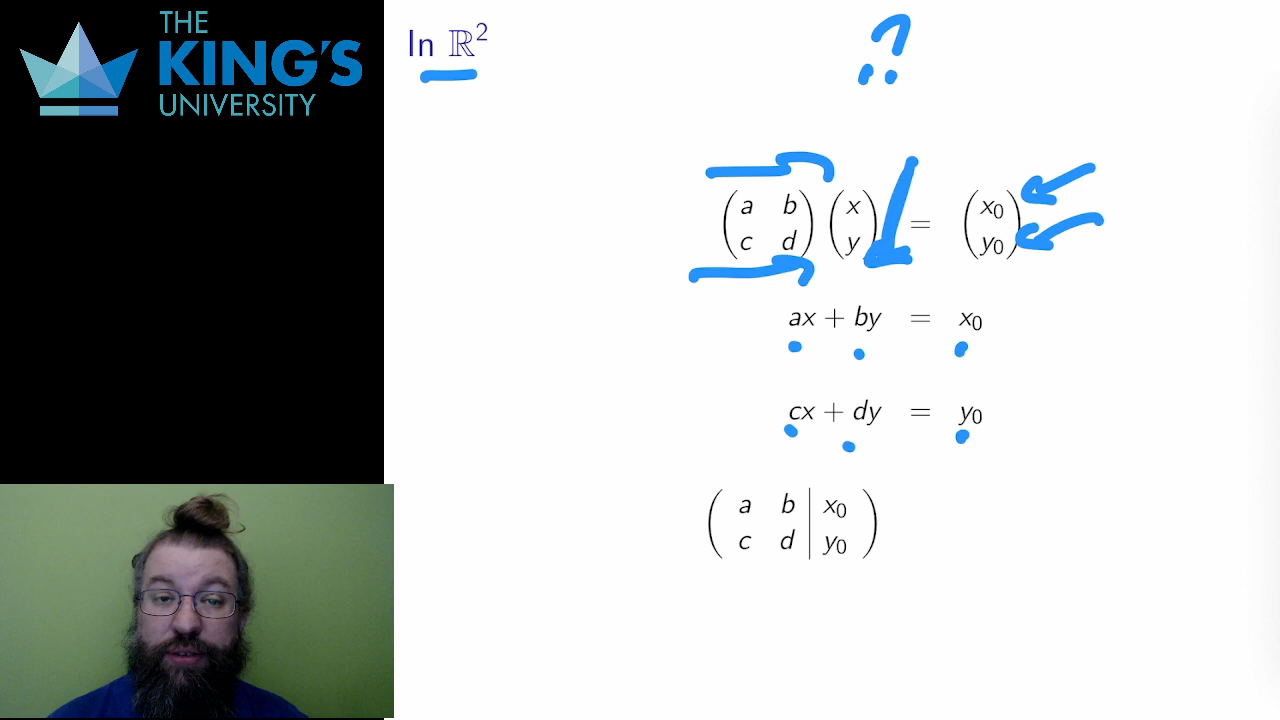 THE
KING'S
UNIVERSITY
In ℝ²
??
(a b) (x) = (x₀)
(c d) (y) (y₀)
ax + by = x₀
cx + dy = y₀
(a b | x₀)
(c d | y₀)